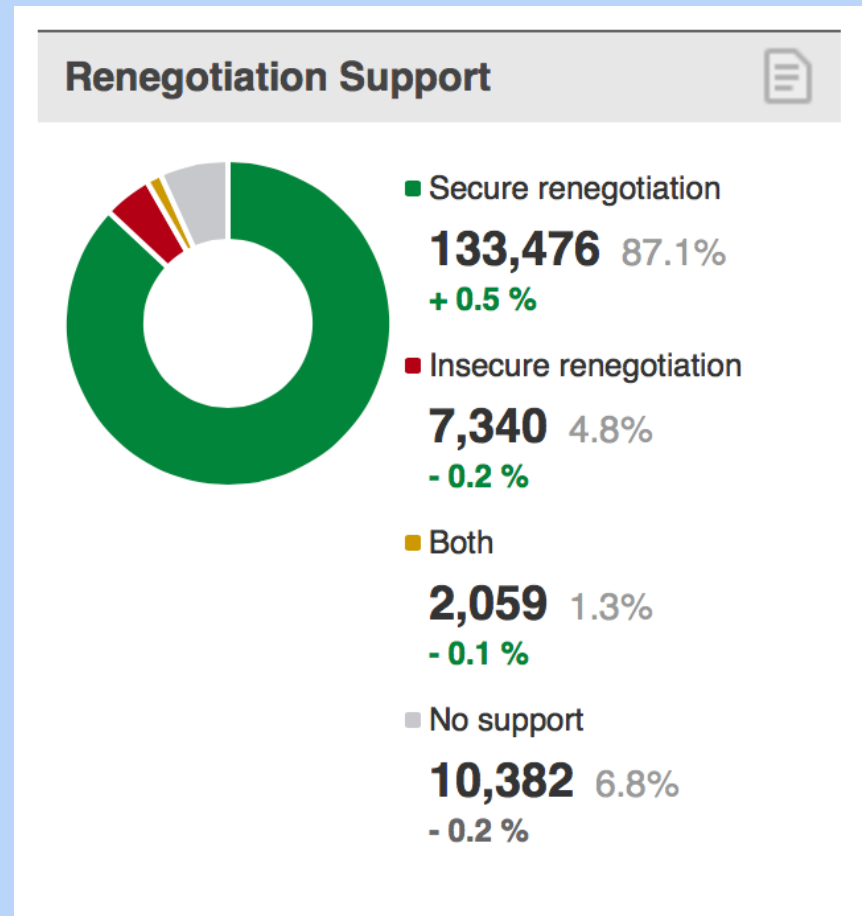 Renegotiation Support
Secure renegotiation
133,476 87.1%
+ 0.5 %
Insecure renegotiation
7,340 4.8%
- 0.2 %
Both
2,059 1.3%
- 0.1 %
No support
10,382 6.8%
- 0.2 %